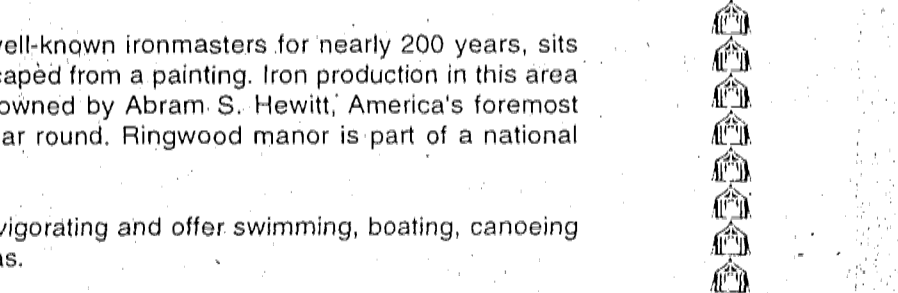 ell-known ironmasters for nearly 200 years, sits
aped from a painting. Iron production in this area
owned by Abram S. Hewitt, America's foremost
ar round. Ringwood manor is part of a national
vigorating and offer swimming, boating, canoeing
s.